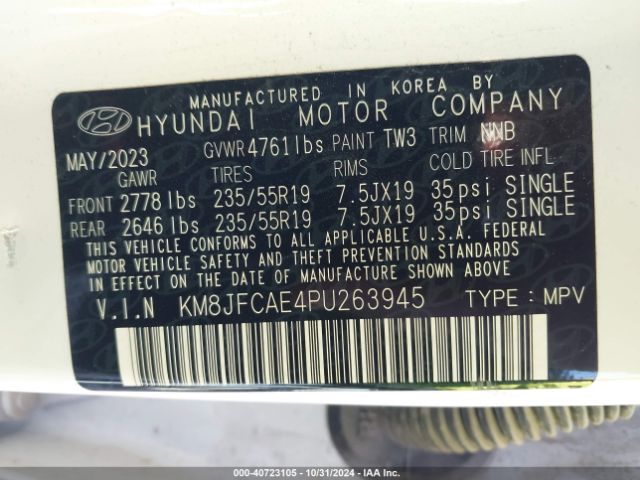 MANUFACTURED IN KOREA BY
HYUNDAI MOTOR COMPANY
MAY/2023 GVWR 4761lbs PAINT TW3 TRIM NNB
GAWR TIRES RIMS COLD TIRE INFL.
FRONT 2778 lbs 235/55R19 7.5JX19 35psi SINGLE
REAR 2646 lbs 235/55R19 7.5JX19 35psi SINGLE
THIS VEHICLE CONFORMS TO ALL APPLICABLE U.S.A. FEDERAL
MOTOR VEHICLE SAFETY AND THEFT PREVENTION STANDARDS
IN EFFECT ON THE DATE OF MANUFACTURE SHOWN ABOVE.
V.I.N KM8JFCAE4PU263945 TYPE : MPV
000-40723105 - 10/31/2024 - IAA Inc.